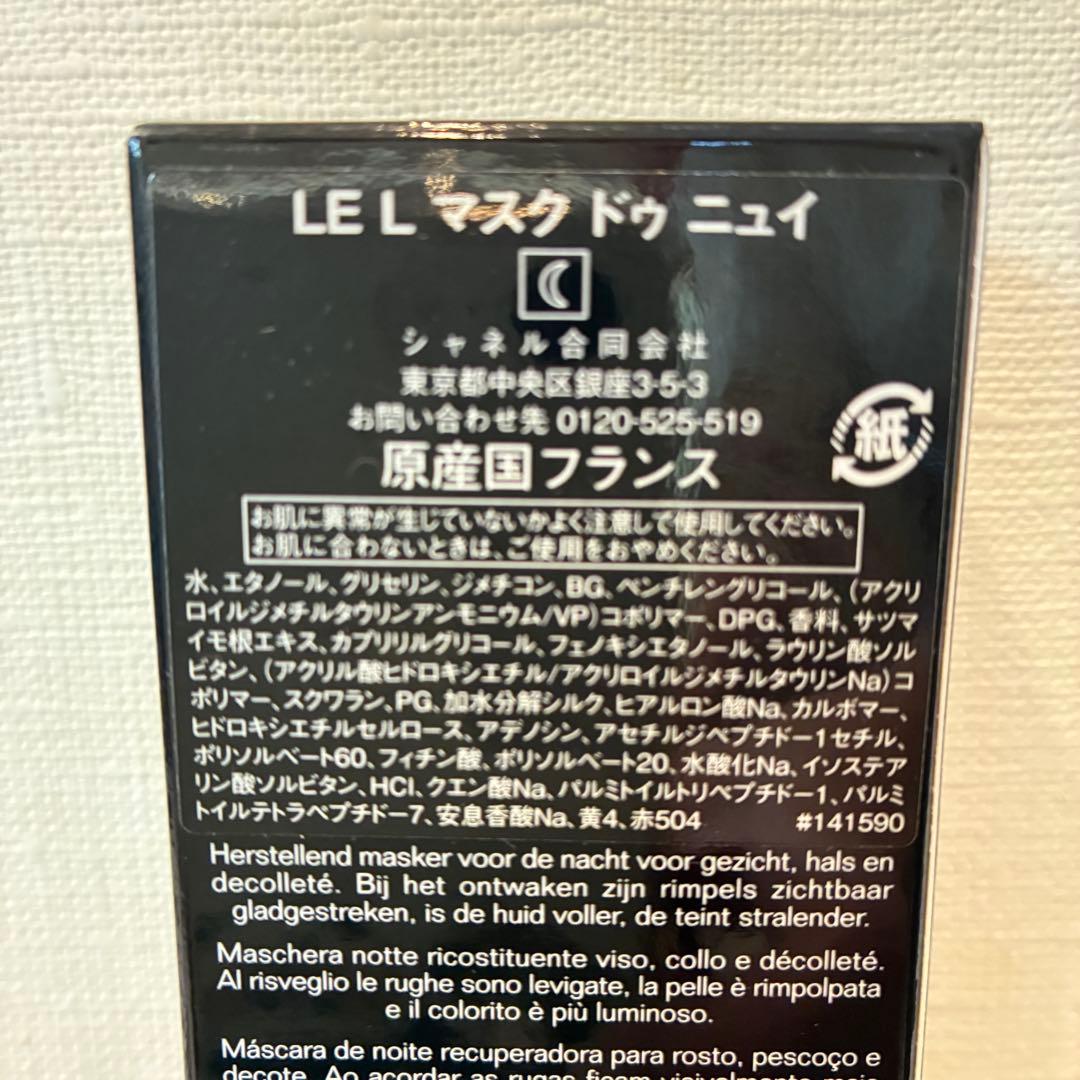 LE L マスク ドゥ ニュイ
シャネル合同会社
東京都中央区銀座3-5-3
お問い合わせ先 0120-525-519
紙
原産国フランス
お肌に異常が生じていないかよく注意して使用してください。
お肌に合わないときは、ご使用をおやめください。
水、エタノール、グリセリン、ジメチコン、BG、ペンチレングリコール、(アクリ
ロイルジメチルタウリンアンモニウム/VP)コポリマー、DPG、香料、サツマ
イモ根エキス、カプリリルグリコール、フェノキシエタノール、ラウリン酸ソル
ビタン、(アクリル酸ヒドロキシエチル/アクリロイルジメチルタウリンNa)コ
ポリマー、スクワラン、PG、加水分解シルク、ヒアルロン酸Na、カルボマー、
ヒドロキシエチルセルロース、アデノシン、アセチルジペプチドー1セチル、
ポリソルベート60、フィチン酸、ポリソルベート20、水酸化Na、イソステア
リン酸ソルビタン、HCl、クエン酸Na、パルミトイルトリペプチドー1、パルミ
トイルテトラペプチドー7、安息香酸Na、黄4、赤504 #141590
Herstellend masker voor de nacht voor gezicht, hals en
decolleté. Bij het ontwaken zijn rimpels zichtbaar
gladgestreken, is de huid voller, de teint stralender.
Maschera notte ricostituente viso, collo e décolleté.
Al risveglio le rughe sono levigate, la pelle è rimpolpata
e il colorito è più luminoso.
Máscara de noite recuperadora para rosto, pescoço e
decote. Ao acordar as rugas ficam visivelmente mais